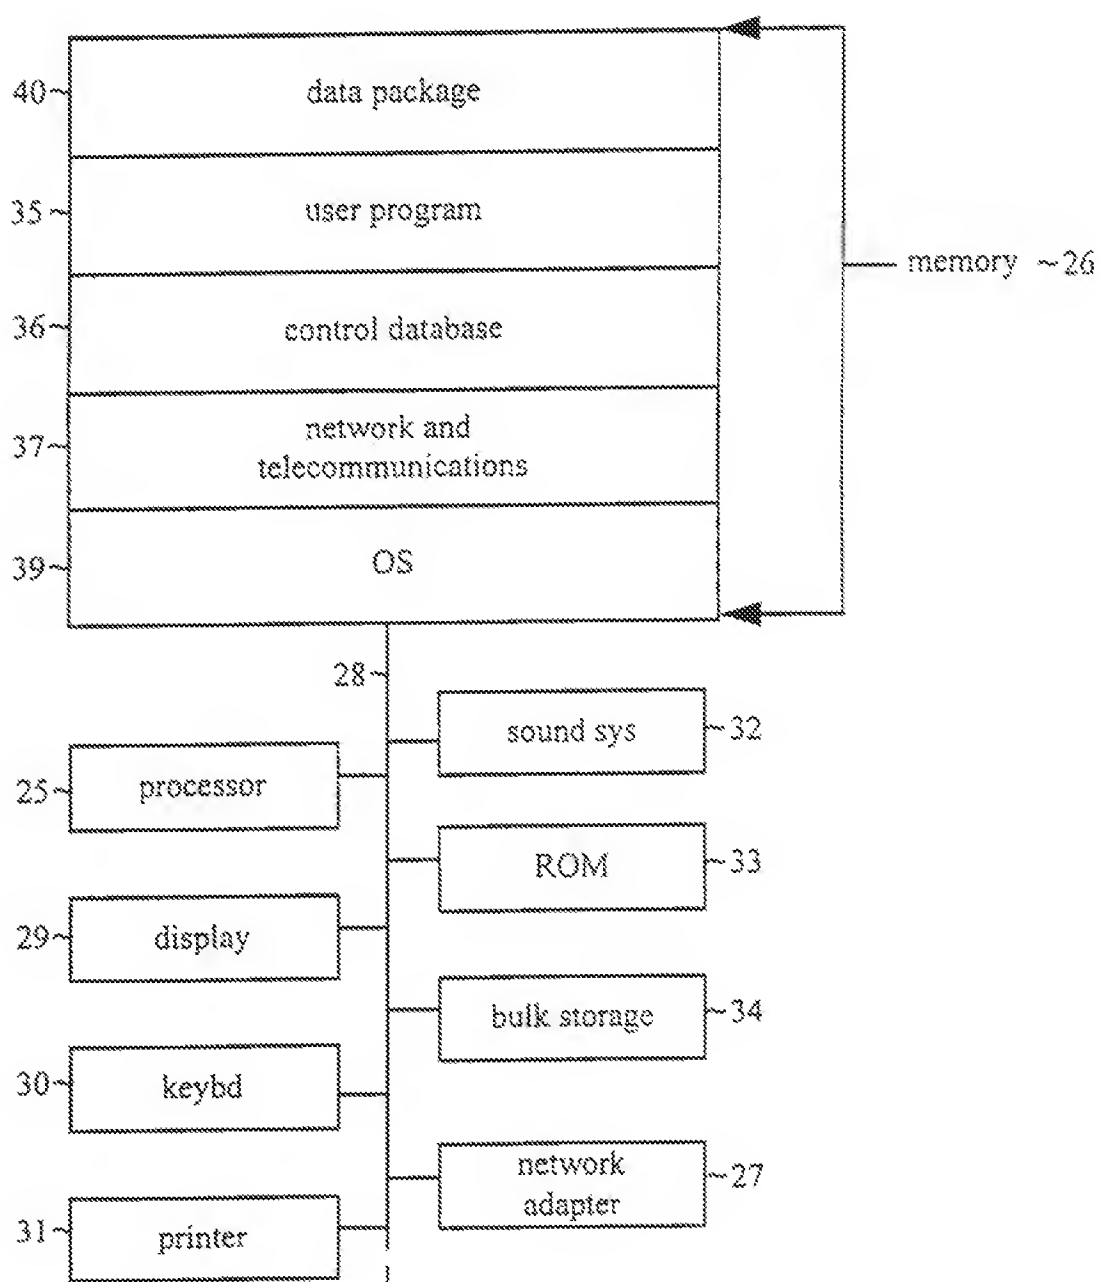 40~ data package
35~ user program
memory ~26
36~ control database
37~ network and
telecommunications
39~ OS
28~
sound sys ~32
25~ processor
ROM ~33
29~ display
bulk storage ~34
30~ keybd
network
adapter ~27
31~ printer